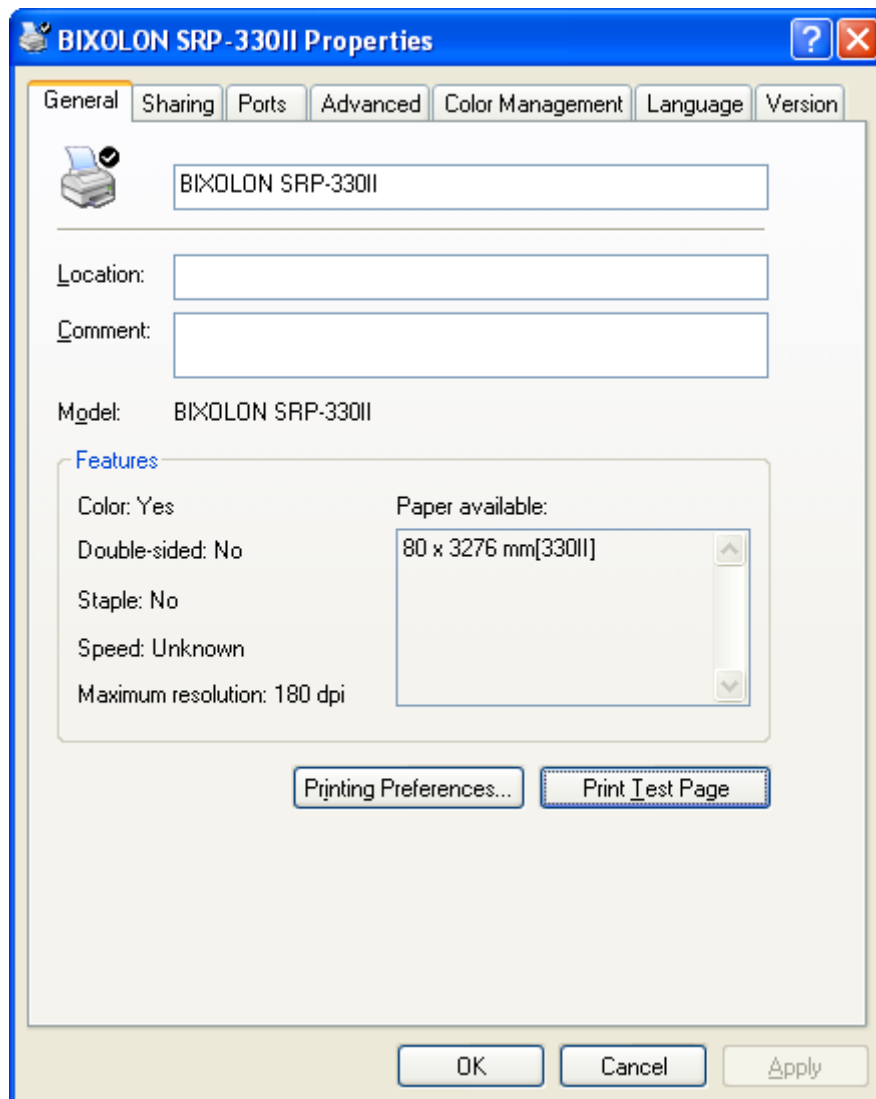 BIXOLON SRP-330II Properties
General Sharing Ports Advanced Color Management Language Version
BIXOLON SRP-330II
Location:
Comment:
Model: BIXOLON SRP-330II
Features
Color: Yes
Paper available:
Double-sided: No
80 x 3276 mm[330II]
Staple: No
Speed: Unknown
Maximum resolution: 180 dpi
Printing Preferences... Print Test Page
OK Cancel Apply